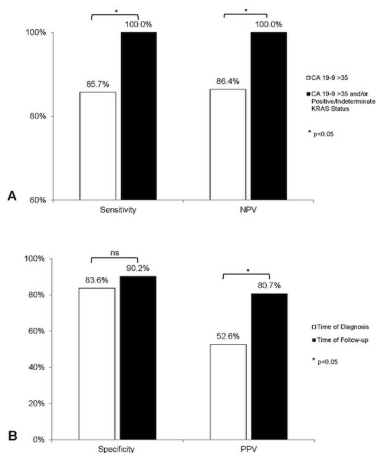 *
*
100%
100.0%
100.0%
85.7%
86.4%
80%
60%
Sensitivity
NPV
CA 19-9 >35
CA 19-9 >35 and/or
Positive/Indeterminate
KRAS Status
* p<0.05
A
ns
*
100%
80%
60%
40%
20%
0%
83.6%
90.2%
52.6%
80.7%
Specificity
PPV
Time of Diagnosis
Time of Follow-up
* p<0.05
B